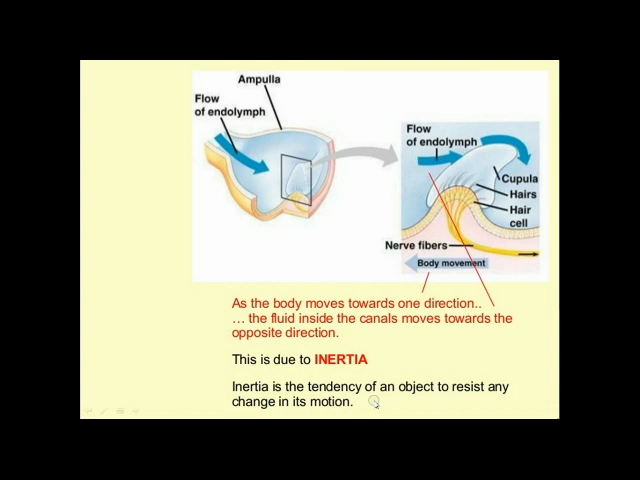 Ampulla
Flow
of endolymph
Flow
of endolymph
Cupula
Hairs
Hair
cell
Nerve fibers
Body movement
As the body moves towards one direction..
… the fluid inside the canals moves towards the
opposite direction.
This is due to INERTIA
Inertia is the tendency of an object to resist any
change in its motion.